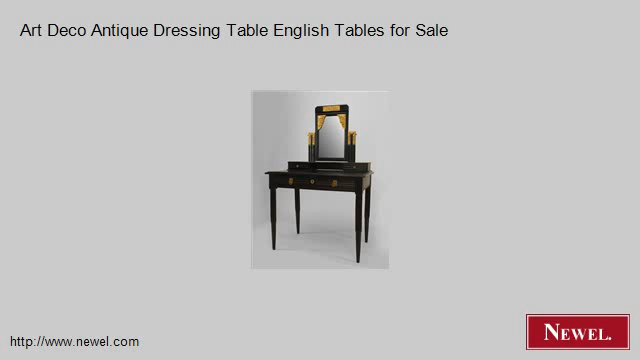 Art Deco Antique Dressing Table English Tables for Sale
NEWEL.
http://www.newel.com